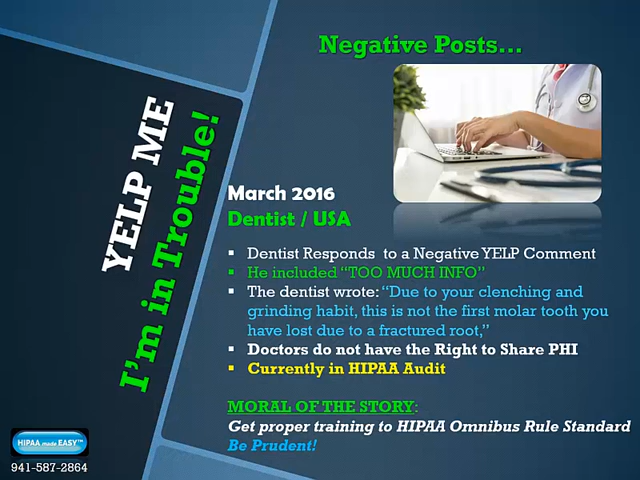 Negative Posts...
YELP ME
I'm in Trouble!
March 2016
Dentist / USA
▪ Dentist Responds to a Negative YELP Comment
▪ He included "TOO MUCH INFO"
▪ The dentist wrote: "Due to your clenching and
grinding habit, this is not the first molar tooth you
have lost due to a fractured root,"
▪ Doctors do not have the Right to Share PHI
▪ Currently in HIPAA Audit
MORAL OF THE STORY:
Get proper training to HIPAA Omnibus Rule Standard
Be Prudent!
HIPAA made EASY™
941-587-2864